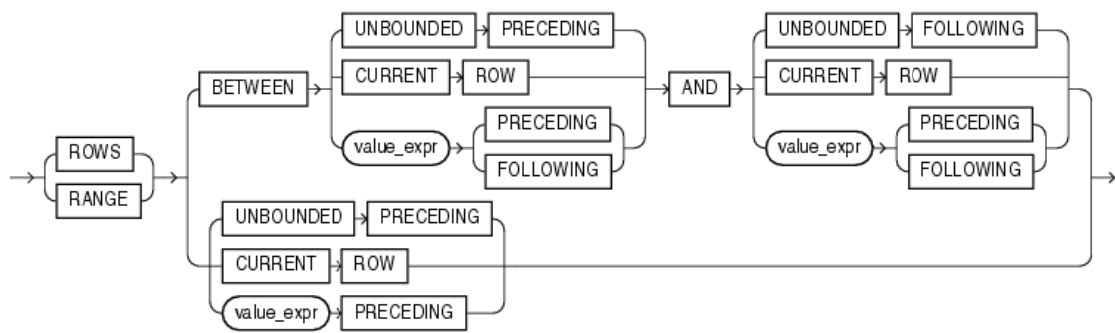 UNBOUNDED PRECEDING UNBOUNDED FOLLOWING
CURRENT ROW CURRENT ROW
BETWEEN AND
value_expr PRECEDING value_expr PRECEDING
FOLLOWING FOLLOWING
ROWS
RANGE
UNBOUNDED PRECEDING
CURRENT ROW
value_expr PRECEDING